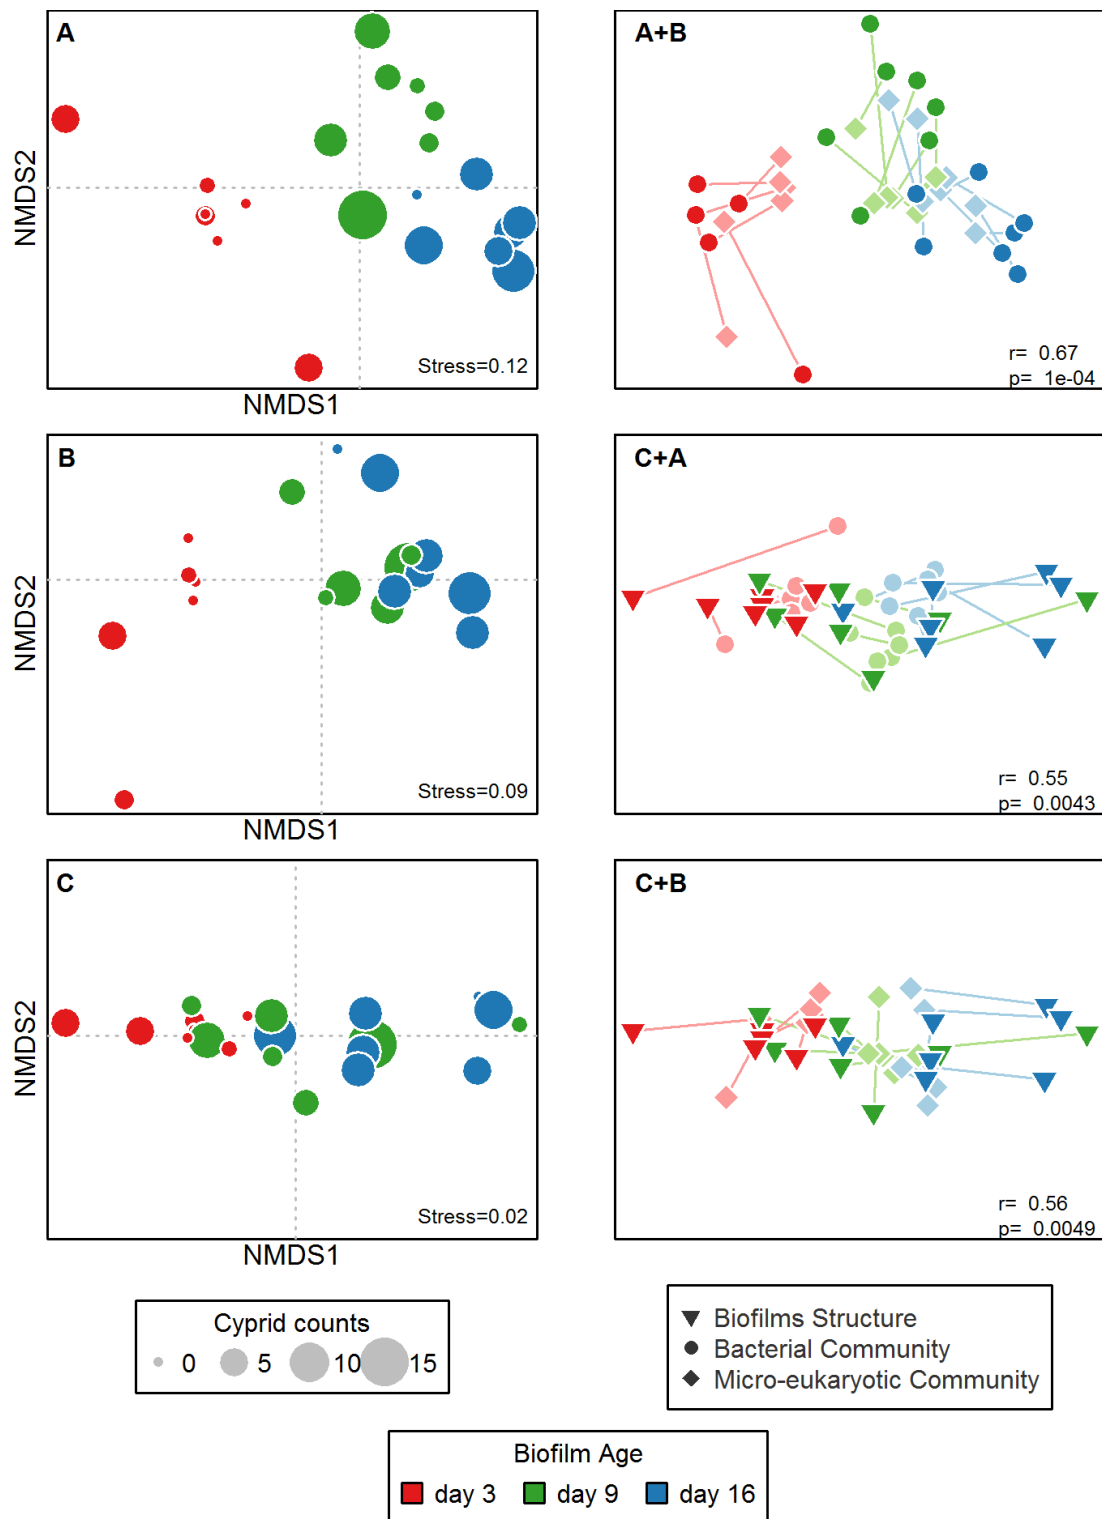 A
NMDS2
Stress=0.12
NMDS1
A+B
r= 0.67
p= 1e-04
B
NMDS2
Stress=0.09
NMDS1
C+A
r= 0.55
p= 0.0043
C
NMDS2
Stress=0.02
NMDS1
C+B
r= 0.56
p= 0.0049
Cyprid counts
0 5 10 15
Biofilms Structure
Bacterial Community
Micro-eukaryotic Community
Biofilm Age
day 3 day 9 day 16